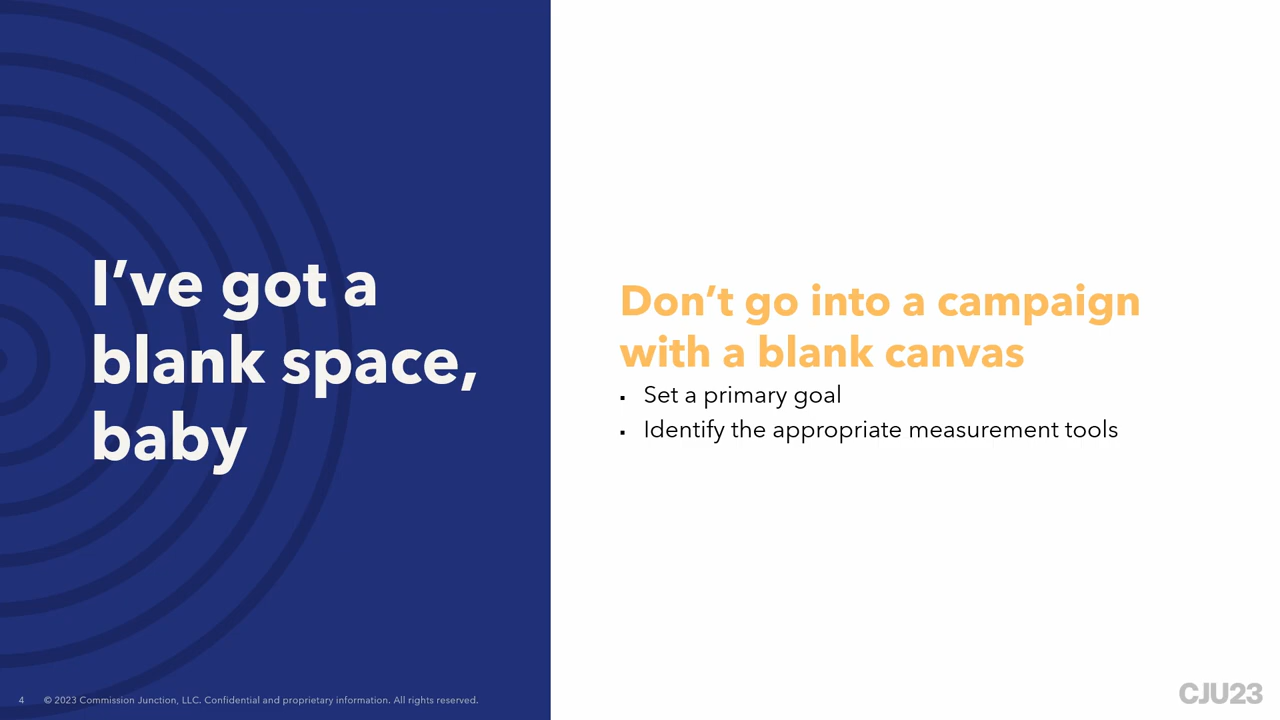 I’ve got a
blank space,
baby
Don’t go into a campaign
with a blank canvas
▪ Set a primary goal
▪ Identify the appropriate measurement tools
4 © 2023 Commission Junction, LLC. Confidential and proprietary information. All rights reserved.
CJU23